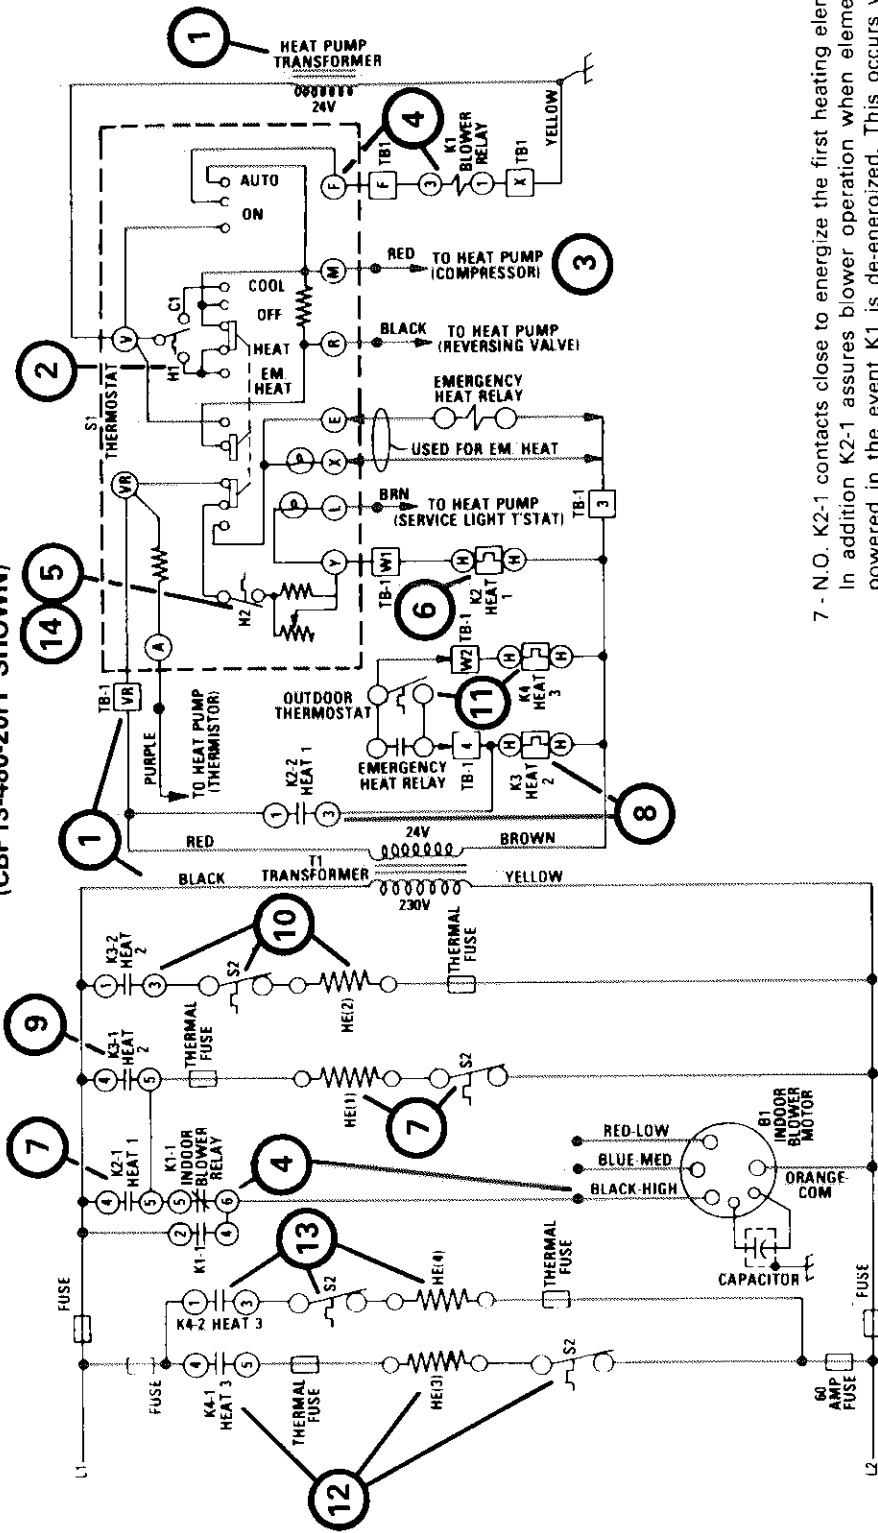 (CBP15-460-20F1 SHOWN)
1
HEAT PUMP
TRANSFORMER
24V
2
S1
THERMOSTAT
V
VR
H1
C1
COOL
OFF
HEAT
EM.
HEAT
AUTO
ON
F
4
TB1
F
3
K1
BLOWER
RELAY
1
X
TB1
YELLOW
M
RED
TO HEAT PUMP
(COMPRESSOR)
3
R
BLACK
TO HEAT PUMP
(REVERSING VALVE)
E
EMERGENCY
HEAT RELAY
X
USED FOR EM. HEAT
L
BRN
TO HEAT PUMP
(SERVICE LIGHT T'STAT)
TB-1
3
14
5
H2
Y
TB-1
W1
6
H
K2
HEAT
1
H
A
TB-1
VR
1
PURPLE
TO HEAT PUMP
(THERMISTOR)
OUTDOOR
THERMOSTAT
11
TB-1
W2
H
K4
HEAT
3
H
EMERGENCY
HEAT RELAY
TB-1
4
H
K3
HEAT
2
H
8
1
K2-2
HEAT 1
3
RED
24V
BROWN
T1
TRANSFORMER
BLACK
230V
YELLOW
1
K3-2
HEAT
2
3
10
S2
HE(2)
THERMAL
FUSE
9
K3-1
HEAT
2
4
5
THERMAL
FUSE
HE(1)
7
S2
7
K2-1
HEAT 1
4
5
5
K1-1
INDOOR
BLOWER
RELAY
6
4
2
K1-1
4
RED-LOW
BLUE-MED
BLACK-HIGH
B1
INDOOR
BLOWER
MOTOR
ORANGE-
COM
CAPACITOR
FUSE
13
1
K4-2 HEAT 3
3
S2
HE(4)
THERMAL
FUSE
FUSE
FUSE
4
K4-1
HEAT 3
5
THERMAL
FUSE
HE(3)
S2
12
60
AMP
FUSE
L1
L2
7 - N.O. K2-1 contacts close to energize the first heating elem
In addition K2-1 assures blower operation when eleme
powered in the event K1 is de-energized. This occurs